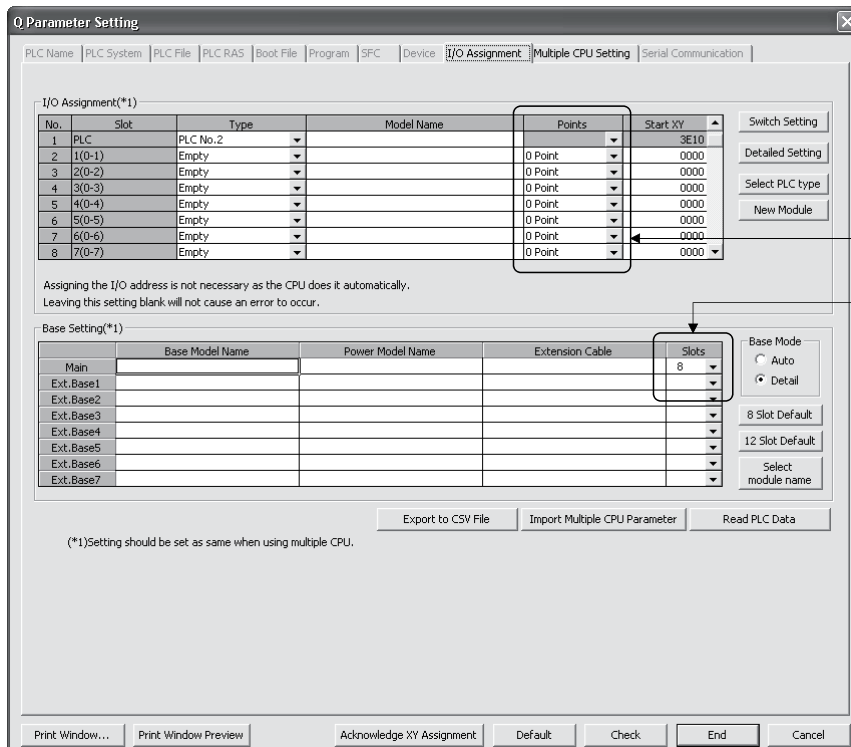 Q Parameter Setting
PLC Name PLC System PLC File PLC RAS Boot File Program SFC Device I/O Assignment Multiple CPU Setting Serial Communication
I/O Assignment(*1)
No. Slot Type Model Name Points Start XY
1 PLC PLC No.2 3E10
2 1(0-1) Empty 0 Point 0000
3 2(0-2) Empty 0 Point 0000
4 3(0-3) Empty 0 Point 0000
5 4(0-4) Empty 0 Point 0000
6 5(0-5) Empty 0 Point 0000
7 6(0-6) Empty 0 Point 0000
8 7(0-7) Empty 0 Point 0000
Switch Setting
Detailed Setting
Select PLC type
New Module
Assigning the I/O address is not necessary as the CPU does it automatically.
Leaving this setting blank will not cause an error to occur.
Base Setting(*1)
Base Model Name Power Model Name Extension Cable Slots
Main 8
Ext.Base1
Ext.Base2
Ext.Base3
Ext.Base4
Ext.Base5
Ext.Base6
Ext.Base7
Base Mode
Auto
Detail
8 Slot Default
12 Slot Default
Select
module name
Export to CSV File Import Multiple CPU Parameter Read PLC Data
(*1)Setting should be set as same when using multiple CPU.
Print Window... Print Window Preview Acknowledge XY Assignment Default Check End Cancel